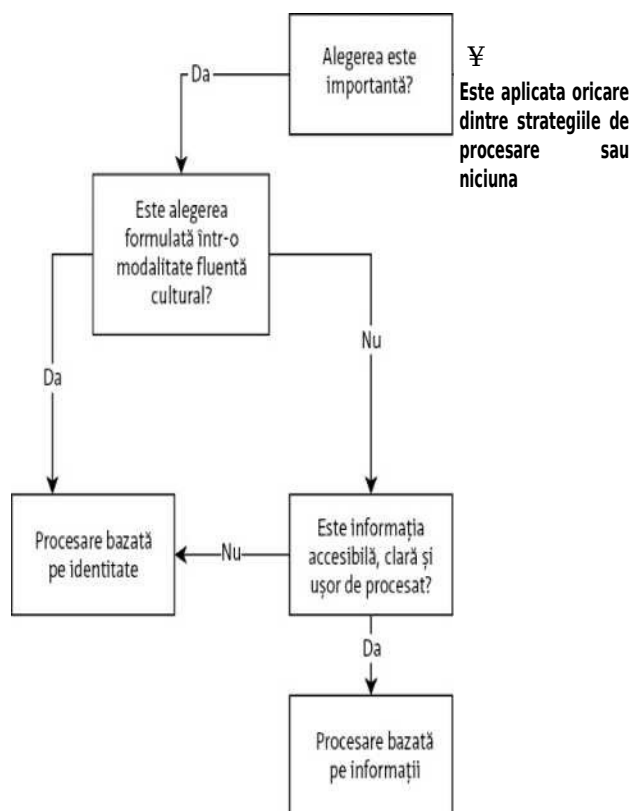 Alegerea este
importantă?
¥
Este aplicata oricare
dintre strategiile de
procesare sau
niciuna
Da
Este alegerea
formulată într-o
modalitate fluentă
cultural?
Nu
Da
Procesare bazată
pe identitate
Nu
Este informația
accesibilă, clară și
ușor de procesat?
Da
Procesare bazată
pe informații